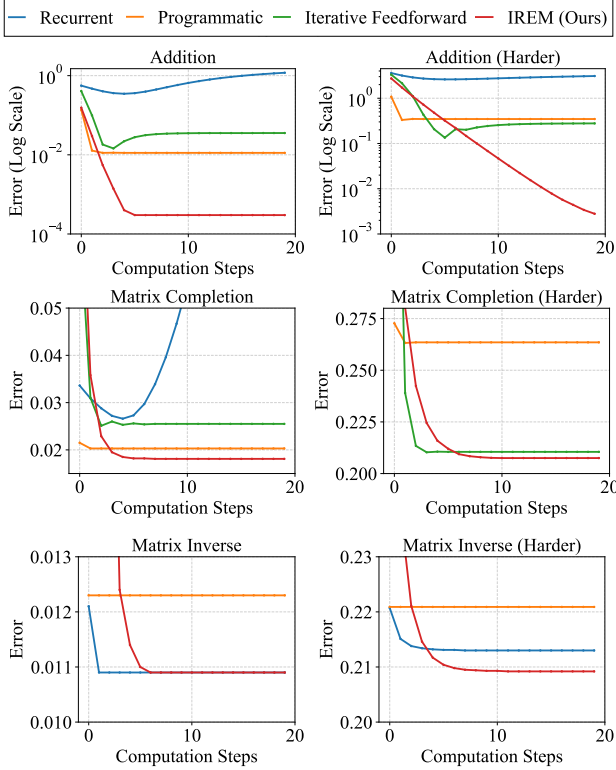 Recurrent Programmatic Iterative Feedforward IREM (Ours)
Addition Addition (Harder)
Error (Log Scale) Error (Log Scale)
10^0 10^−2 10^−4
10^0 10^−1 10^−2 10^−3
0 10 20 0 10 20
Computation Steps Computation Steps
Matrix Completion Matrix Completion (Harder)
Error Error
0.05 0.04 0.03 0.02
0.275 0.250 0.225 0.200
0 10 20 0 10 20
Computation Steps Computation Steps
Matrix Inverse Matrix Inverse (Harder)
Error Error
0.013 0.012 0.011 0.010
0.23 0.22 0.21 0.20
0 10 20 0 10 20
Computation Steps Computation Steps